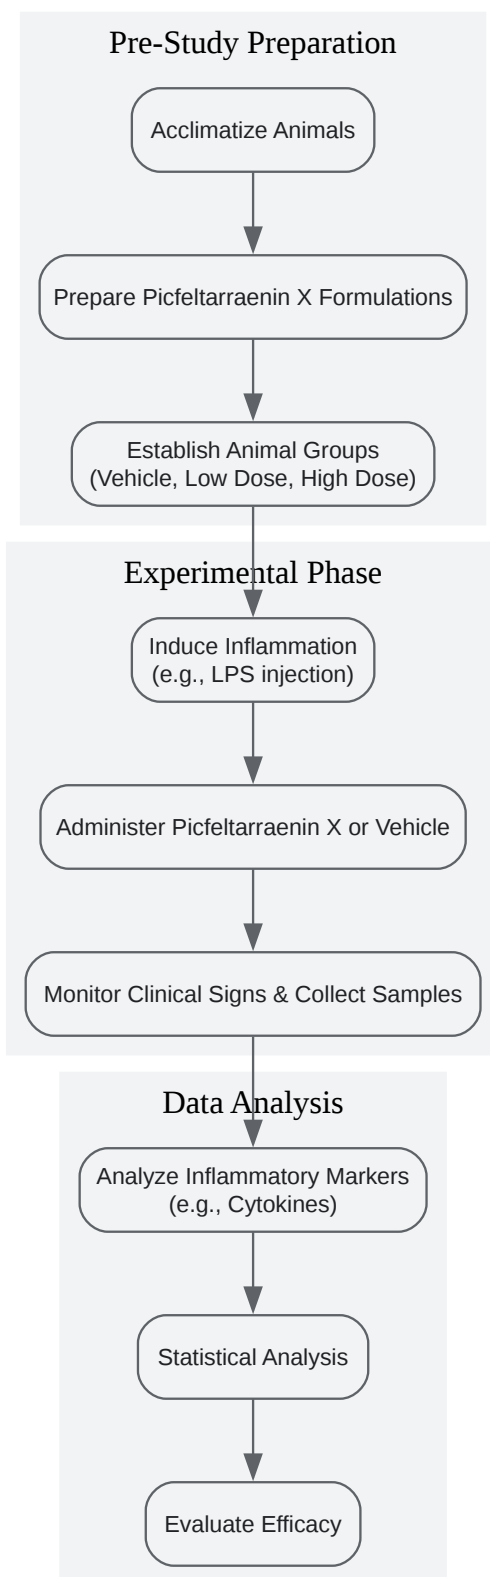 Pre-Study Preparation
Acclimatize Animals
Prepare Picfeltarraenin X Formulations
Establish Animal Groups
(Vehicle, Low Dose, High Dose)
Experimental Phase
Induce Inflammation
(e.g., LPS injection)
Administer Picfeltarraenin X or Vehicle
Monitor Clinical Signs & Collect Samples
Data Analysis
Analyze Inflammatory Markers
(e.g., Cytokines)
Statistical Analysis
Evaluate Efficacy